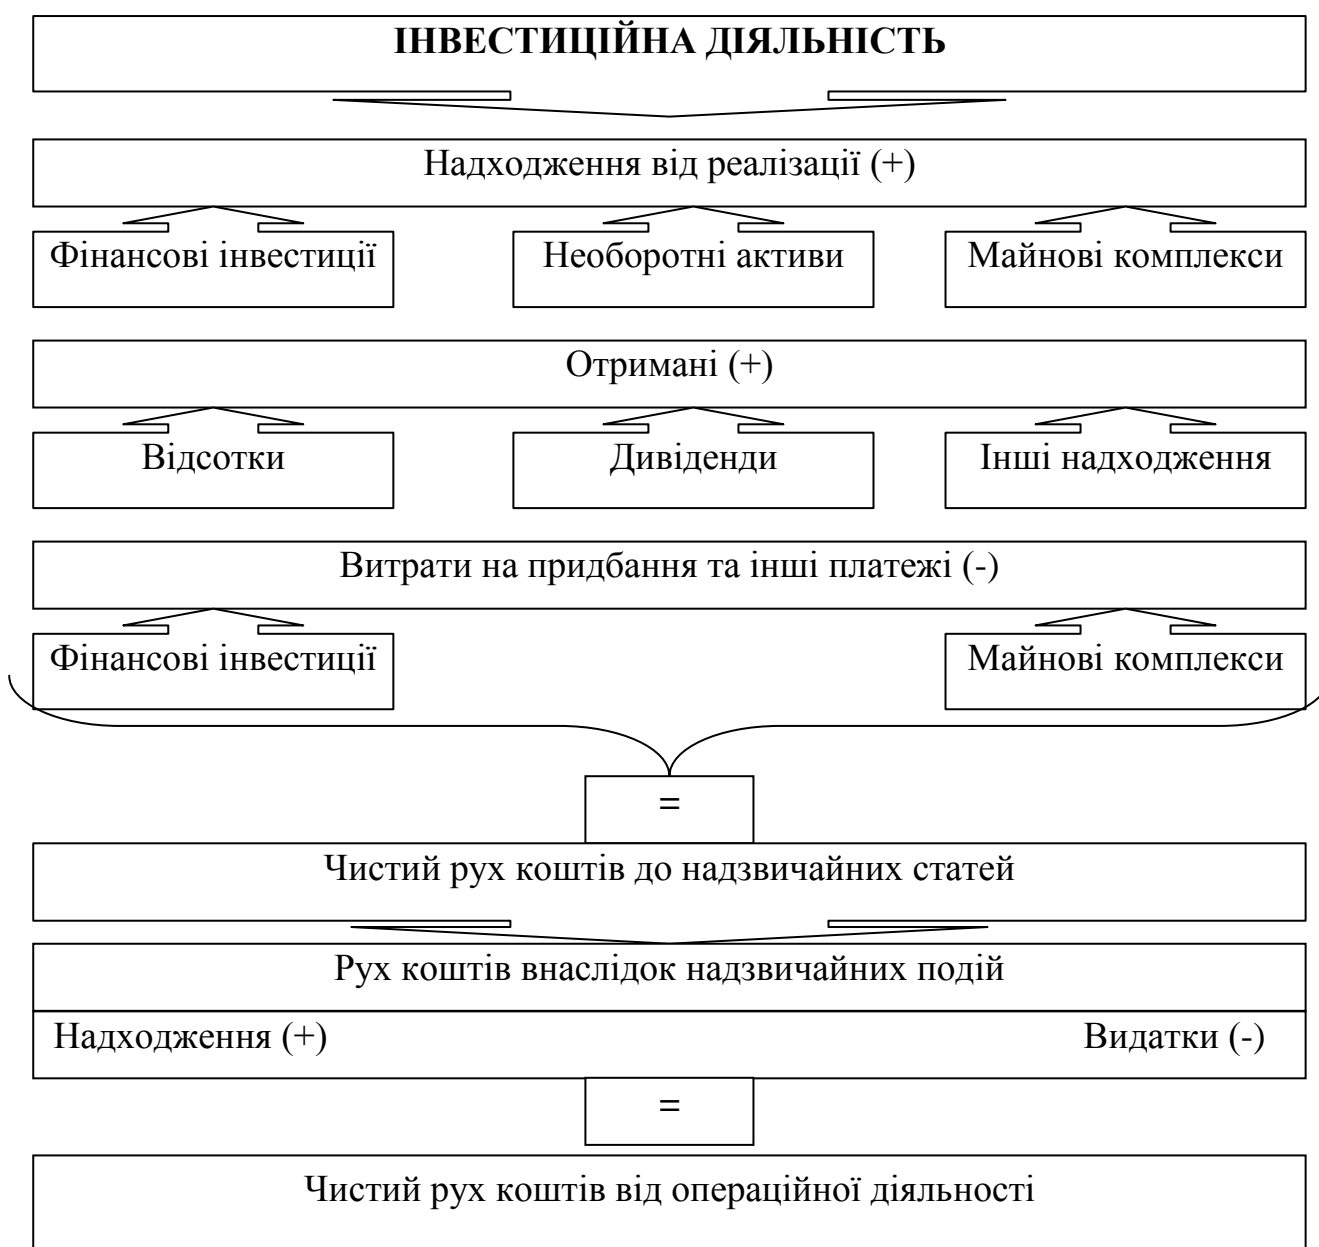 ІНВЕСТИЦІЙНА ДІЯЛЬНІСТЬ
Надходження від реалізації (+)
Фінансові інвестиції
Необоротні активи
Майнові комплекси
Отримані (+)
Відсотки
Дивіденди
Інші надходження
Витрати на придбання та інші платежі (-)
Фінансові інвестиції
Майнові комплекси
=
Чистий рух коштів до надзвичайних статей
Рух коштів внаслідок надзвичайних подій
Надходження (+)
Видатки (-)
=
Чистий рух коштів від операційної діяльності